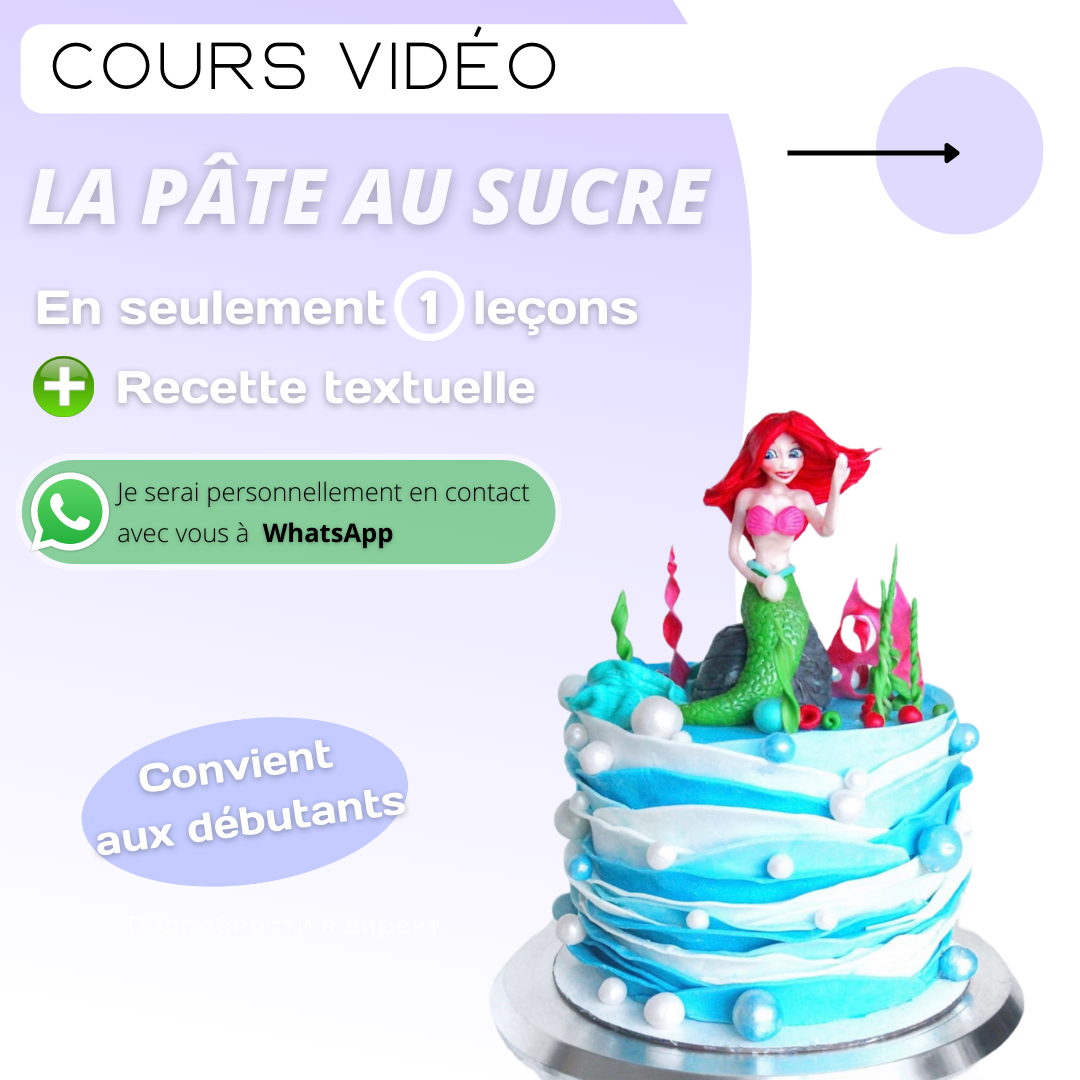 COURS VIDÉO
LA PÂTE AU SUCRE
En seulement 1 leçons
Recette textuelle
Je serai personnellement en contact
avec vous à WhatsApp
Convient
aux débutants
Подробности в директ